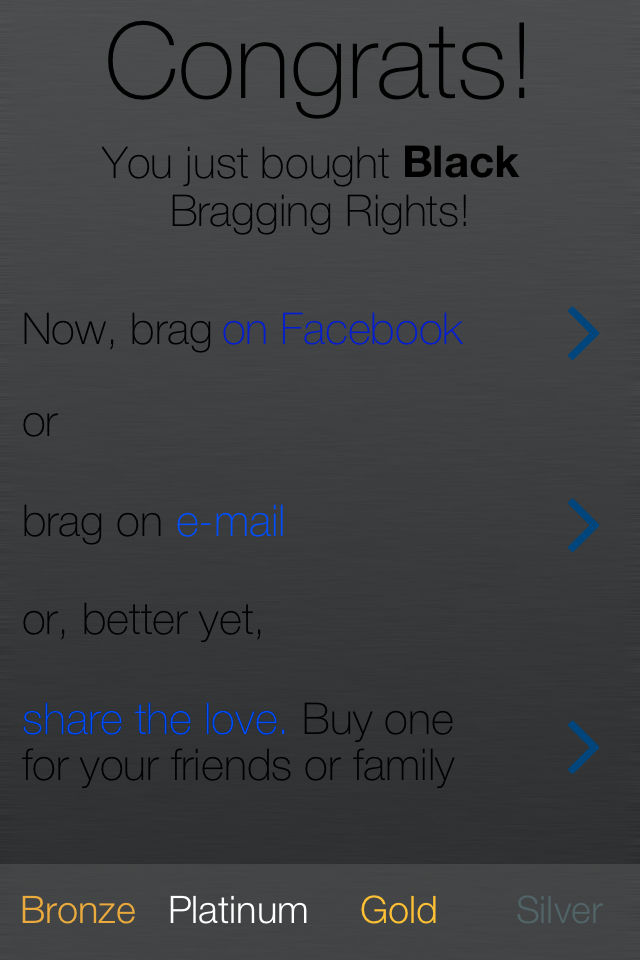 Congrats!
You just bought Black
Bragging Rights!
Now, brag on Facebook
or
brag on e-mail
or, better yet,
share the love. Buy one
for your friends or family
Bronze Platinum Gold Silver